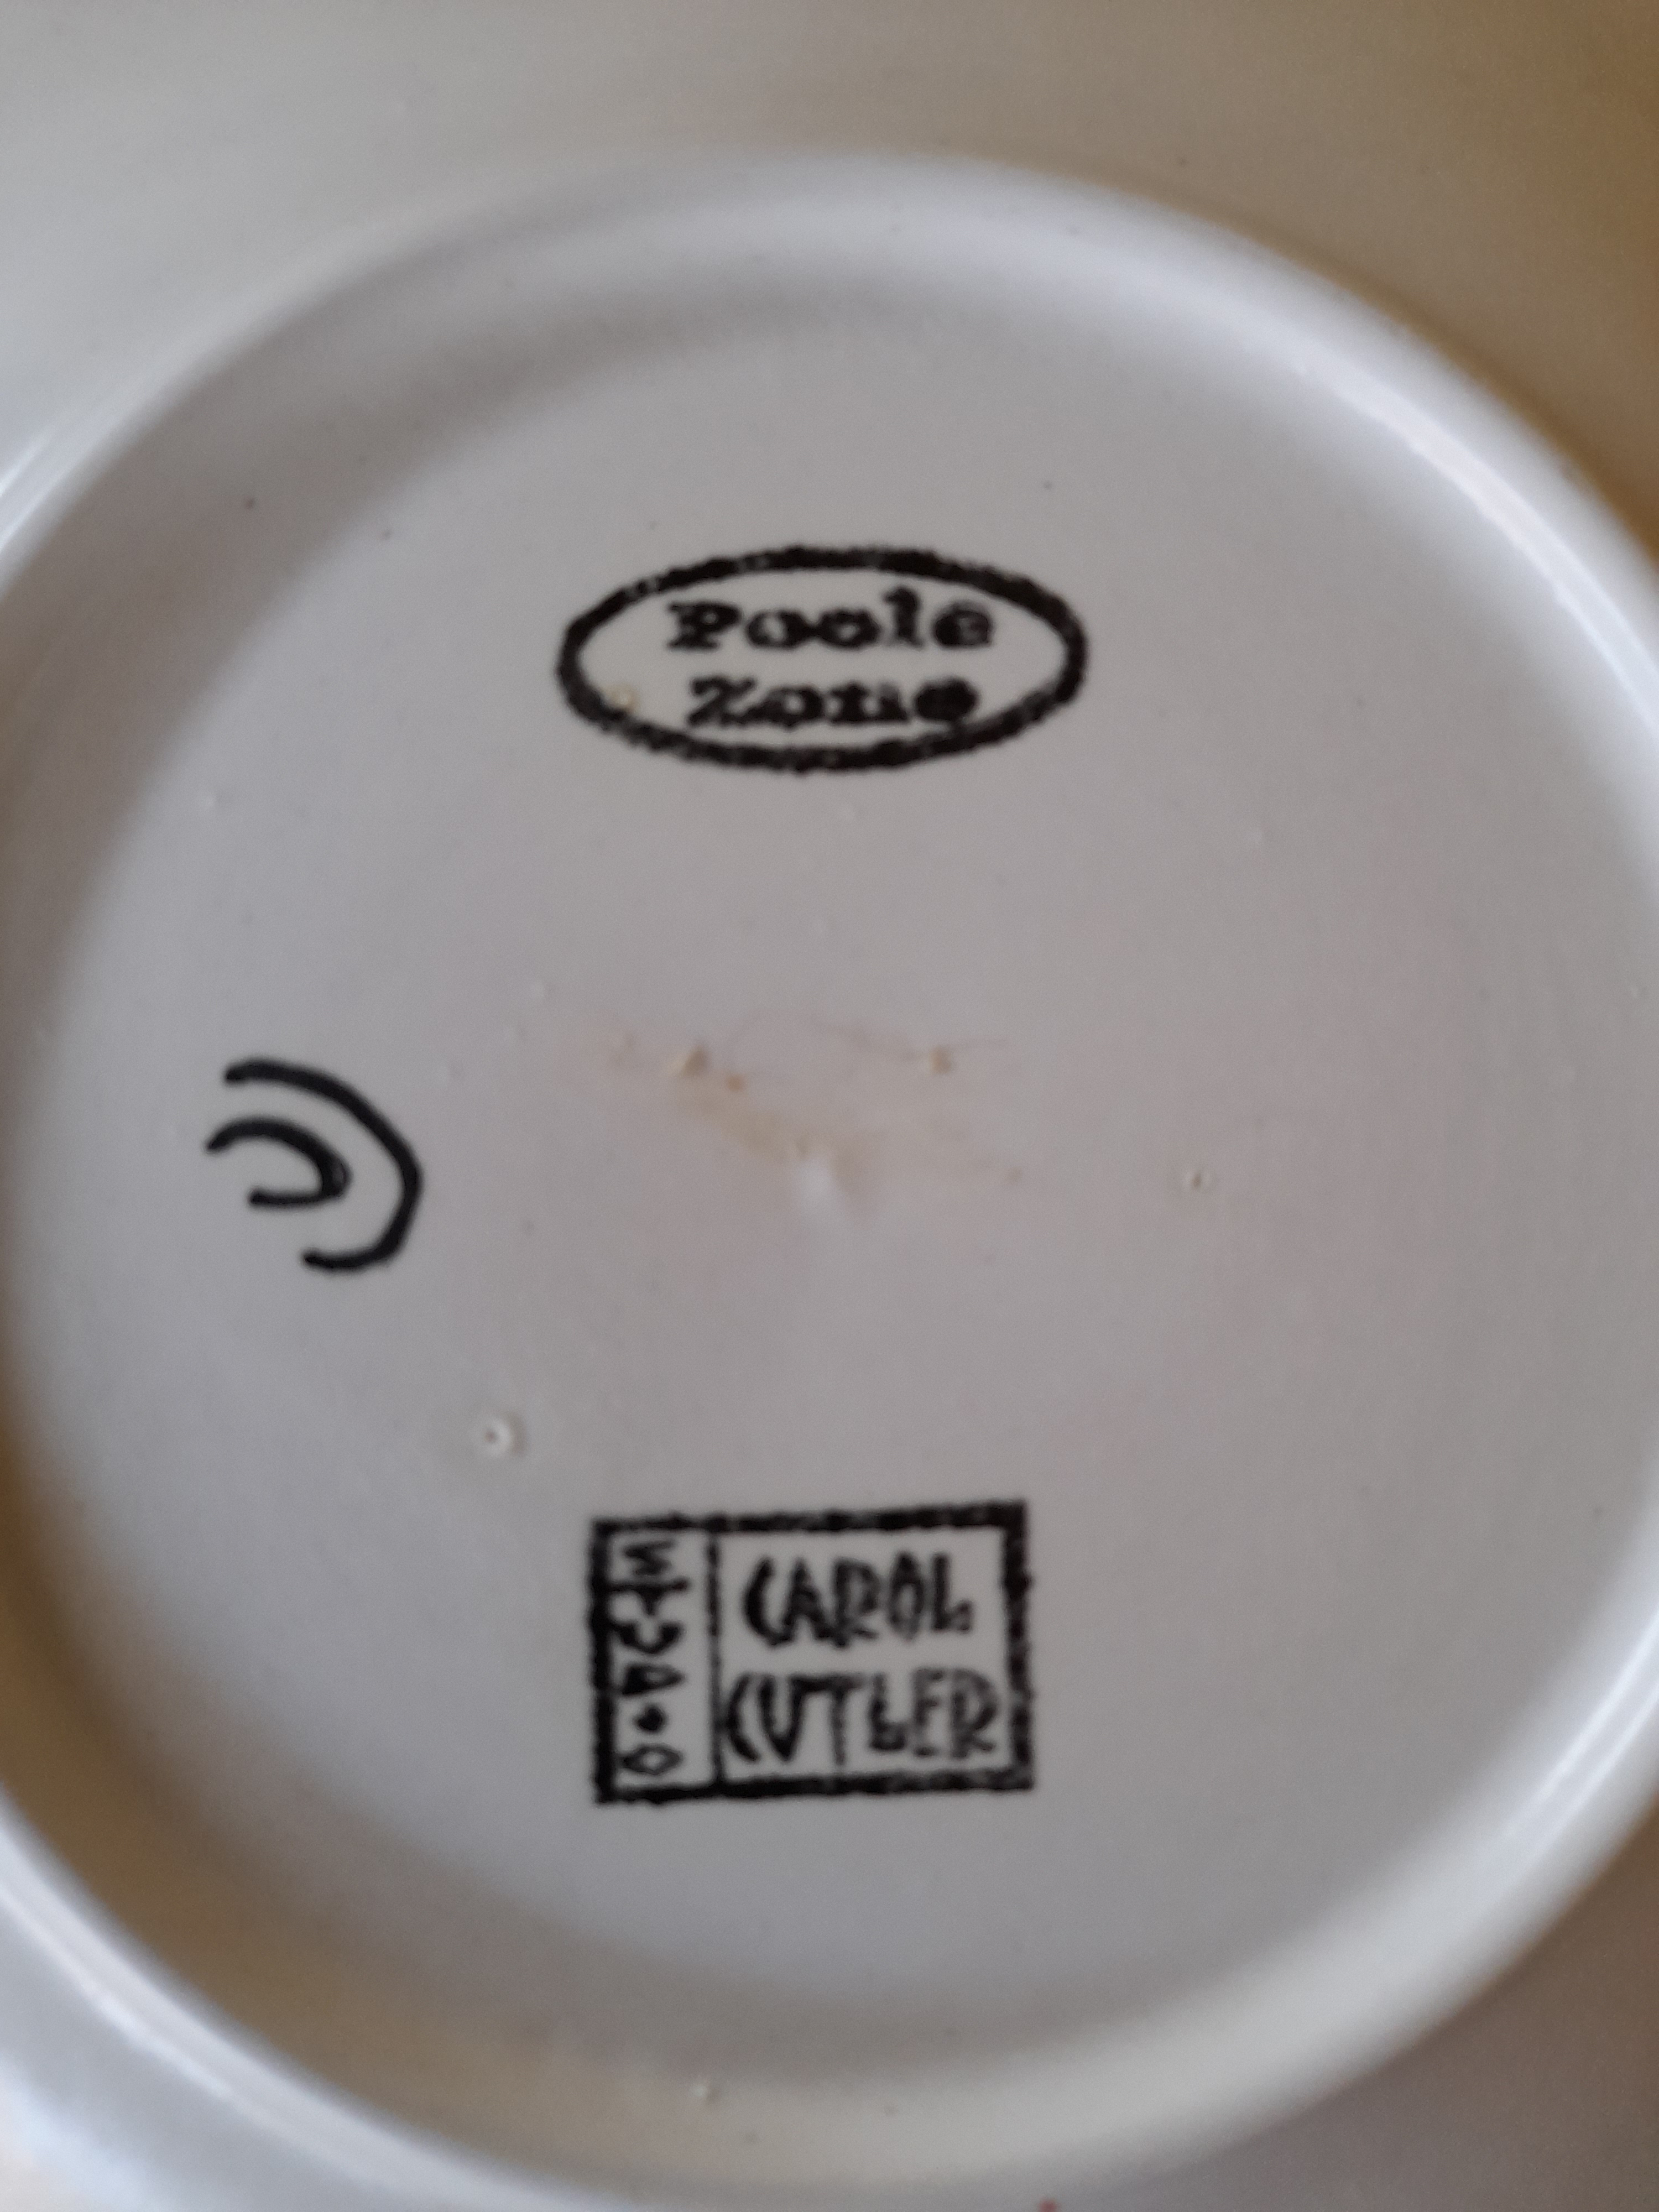 Poole
Zone
STUDIO
CAROL
CUTLER